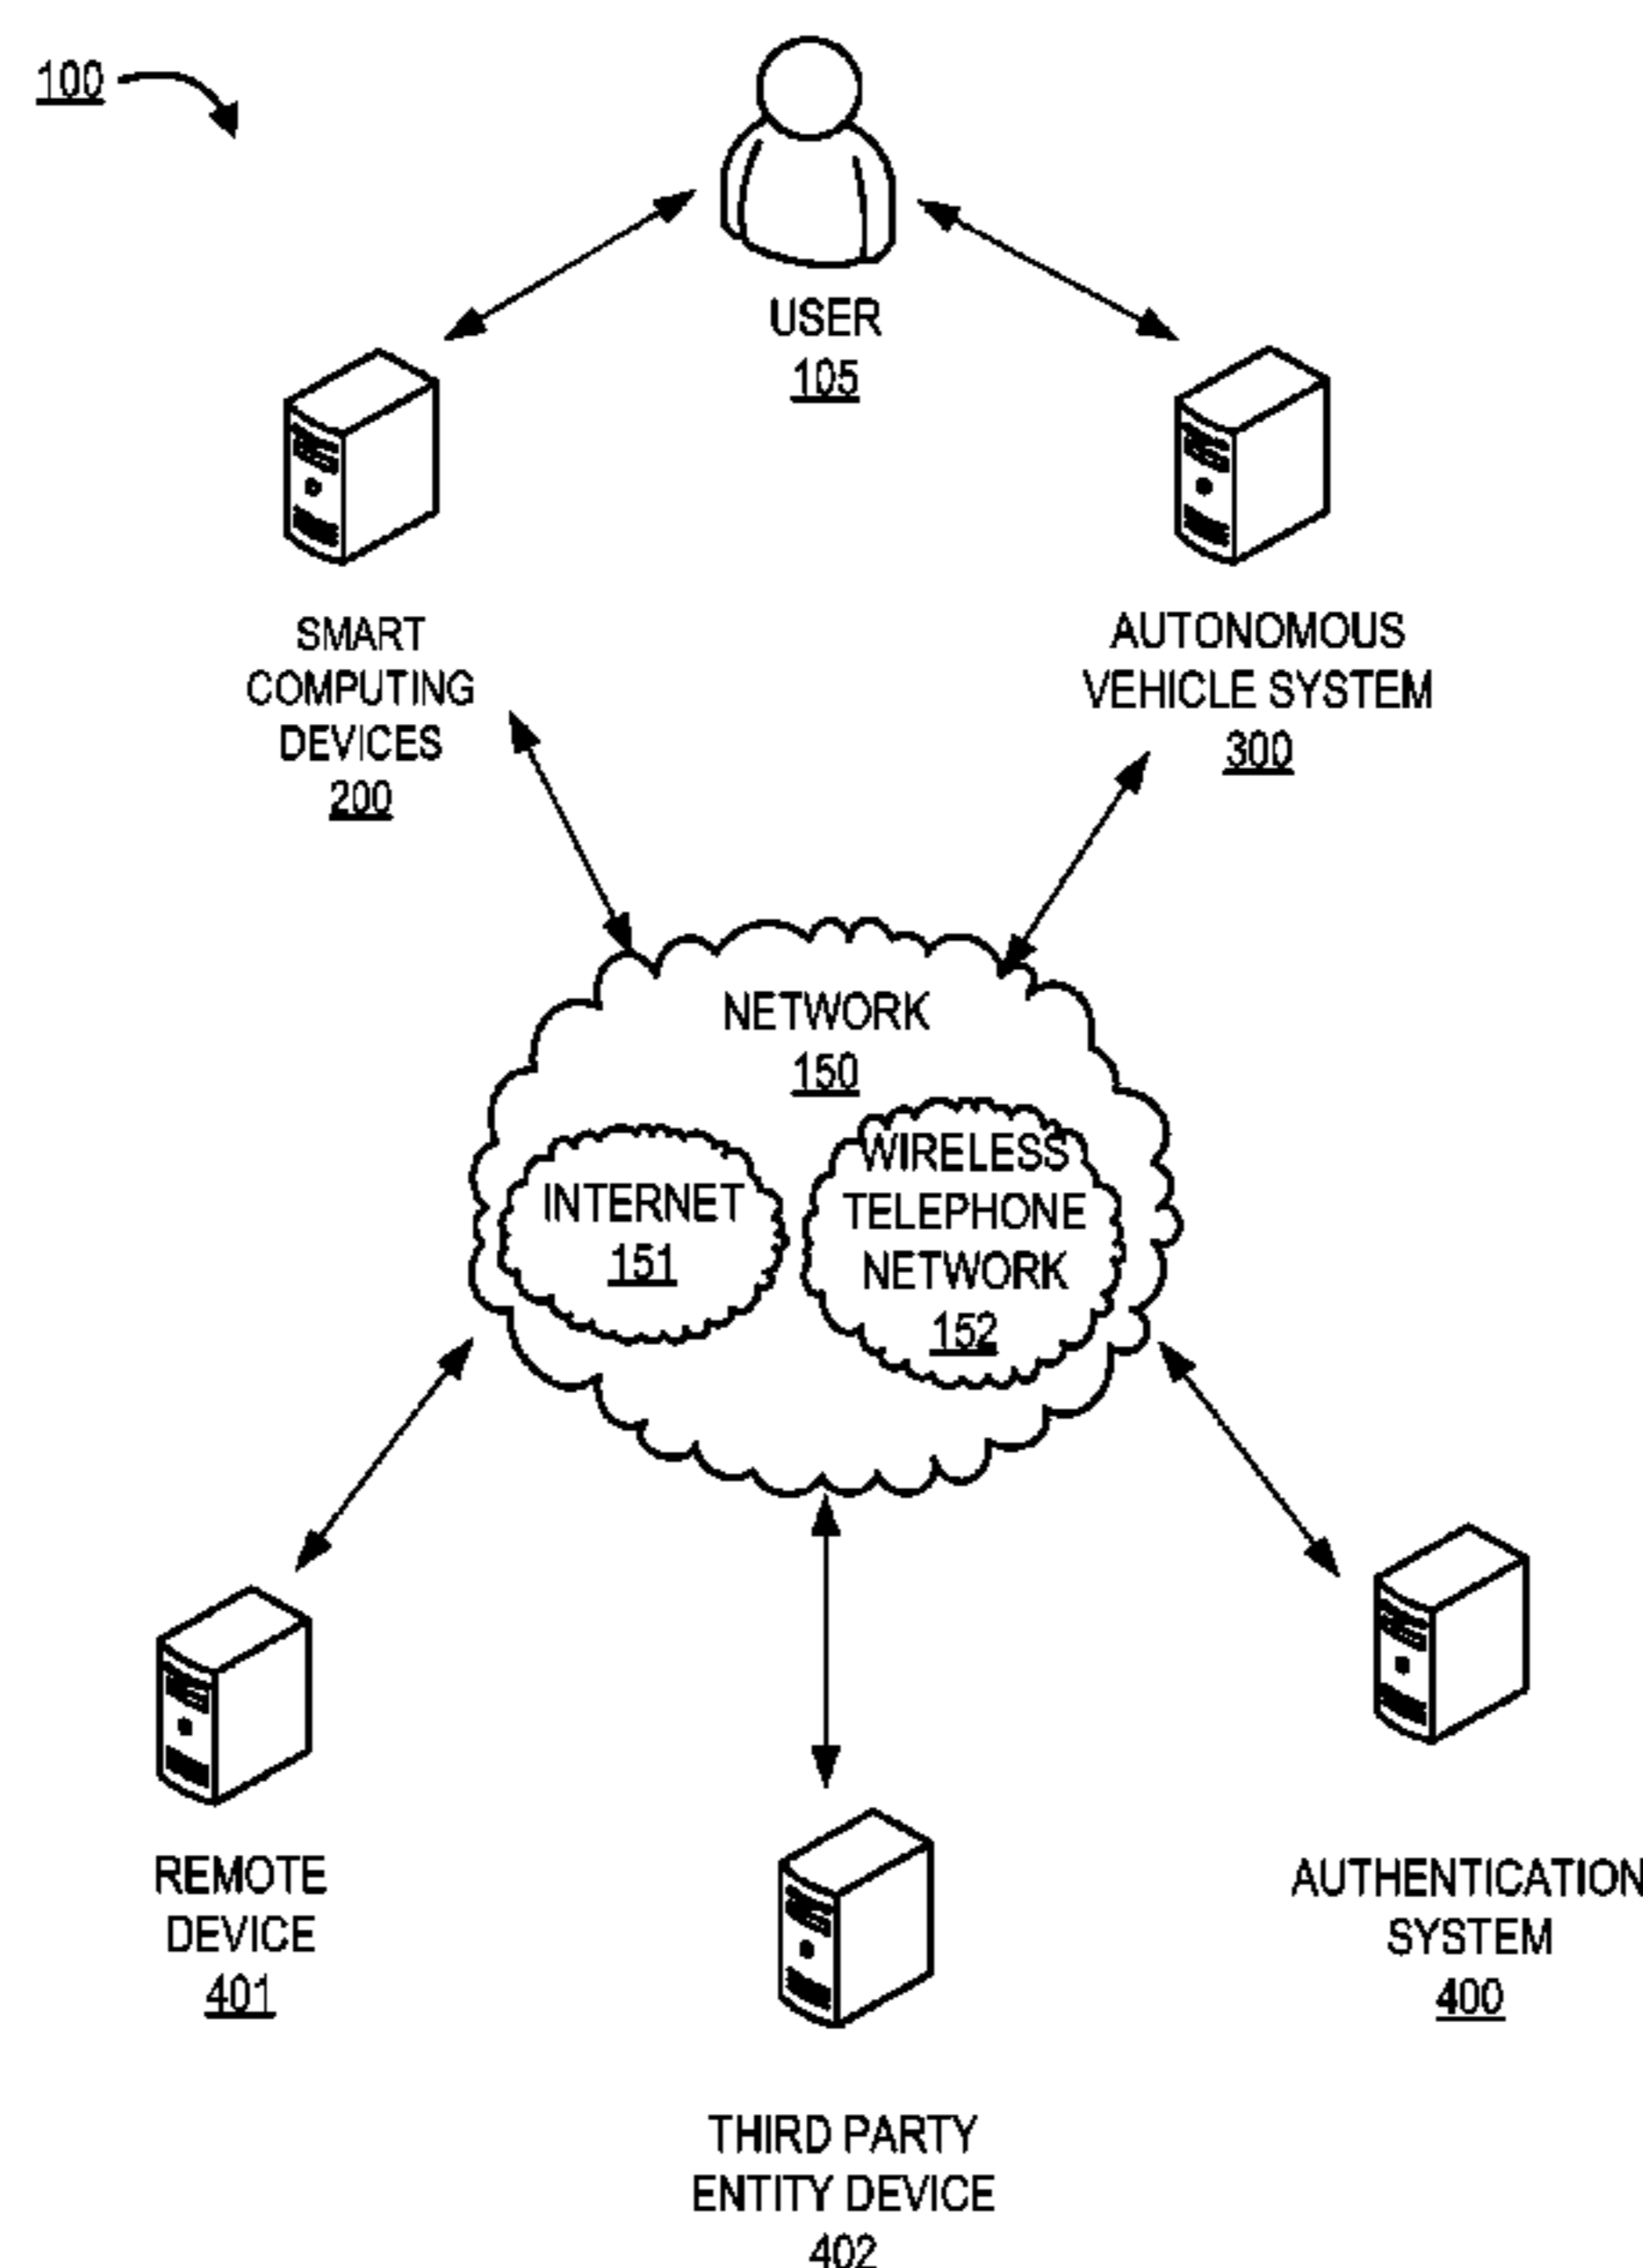 100
USER
105
SMART
COMPUTING
DEVICES
200
AUTONOMOUS
VEHICLE SYSTEM
300
NETWORK
150
INTERNET
151
WIRELESS
TELEPHONE
NETWORK
152
REMOTE
DEVICE
401
THIRD PARTY
ENTITY DEVICE
402
AUTHENTICATION
SYSTEM
400